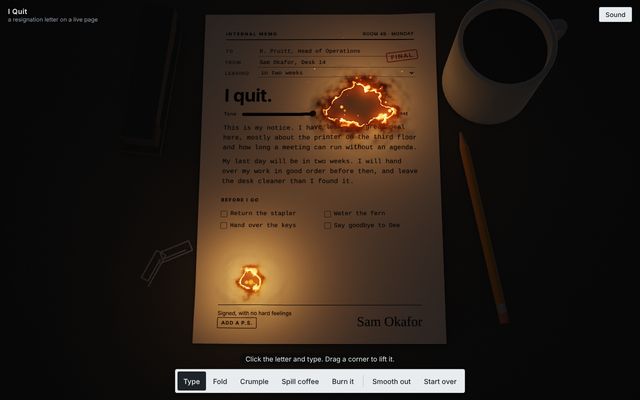 I Quit
a resignation letter on a live page
Sound
INTERNAL MEMO
ROOM 45 · MONDAY
TO
R. Pruitt, Head of Operations
FROM
Sam Okafor, Desk 14
FINAL
LEAVING
in two weeks
I quit.
Tone
This is my notice. I have
here, mostly about the printer on the third floor
and how long a meeting can run without an agenda.
My last day will be in two weeks. I will hand
over my work in good order before then, and leave
the desk cleaner than I found it.
BEFORE I GO
Return the stapler
Water the fern
Hand over the keys
Say goodbye to Dee
Signed, with no hard feelings
ADD A P.S.
Sam Okafor
Click the letter and type. Drag a corner to lift it.
Type
Fold
Crumple
Spill coffee
Burn it
Smooth out
Start over